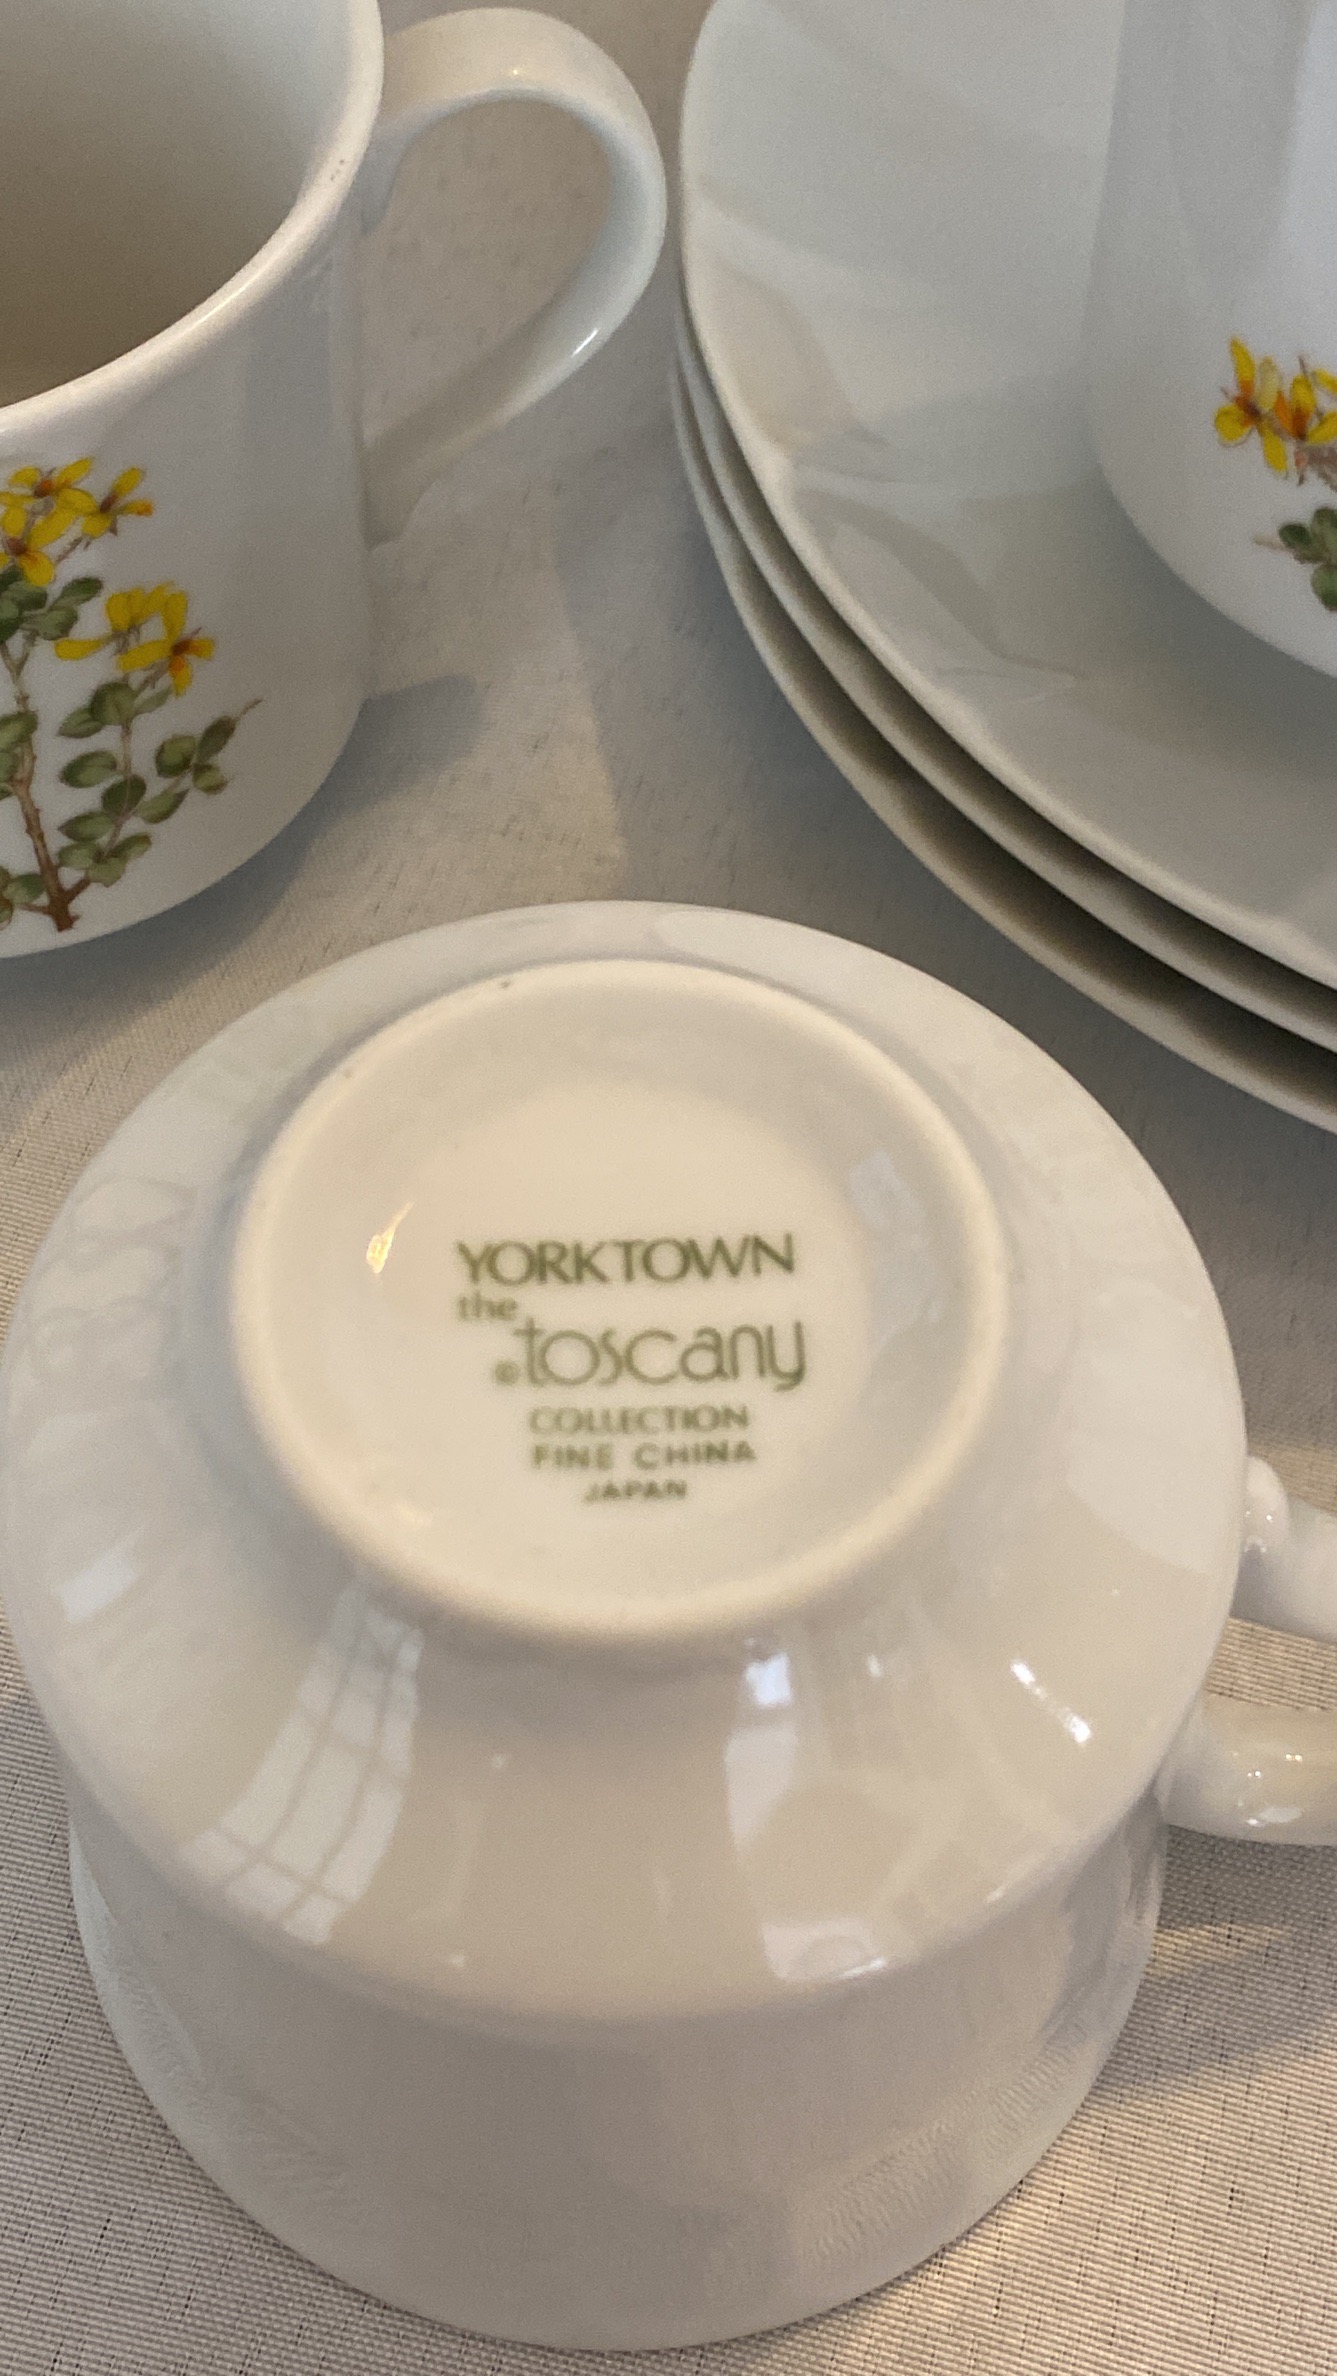 YORKTOWN
the
©toscany
COLLECTION
FINE CHINA
JAPAN